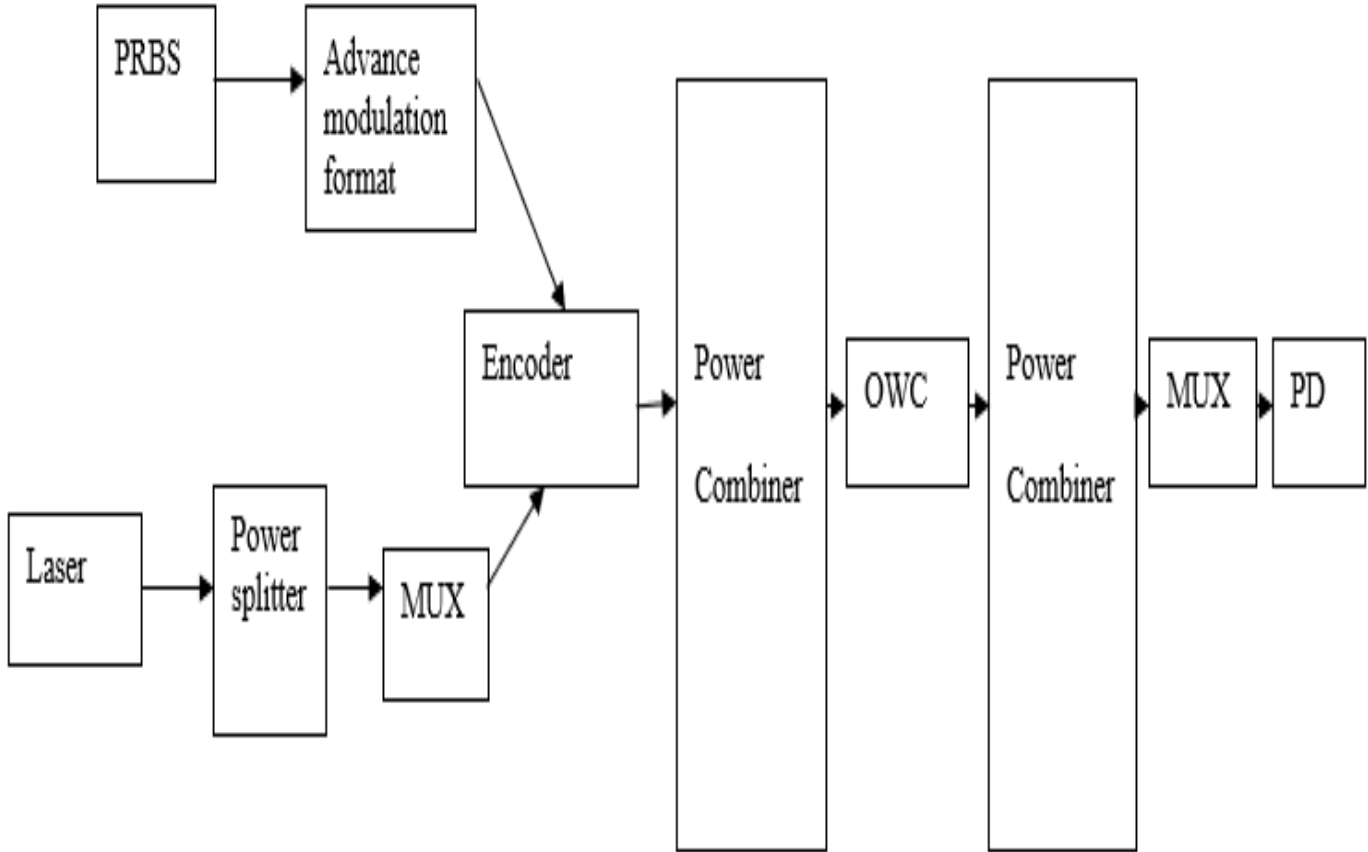 PRBS
Advance
modulation
format
Encoder
Laser
Power
splitter
MUX
Power
Combiner
OWC
Power
Combiner
MUX
PD